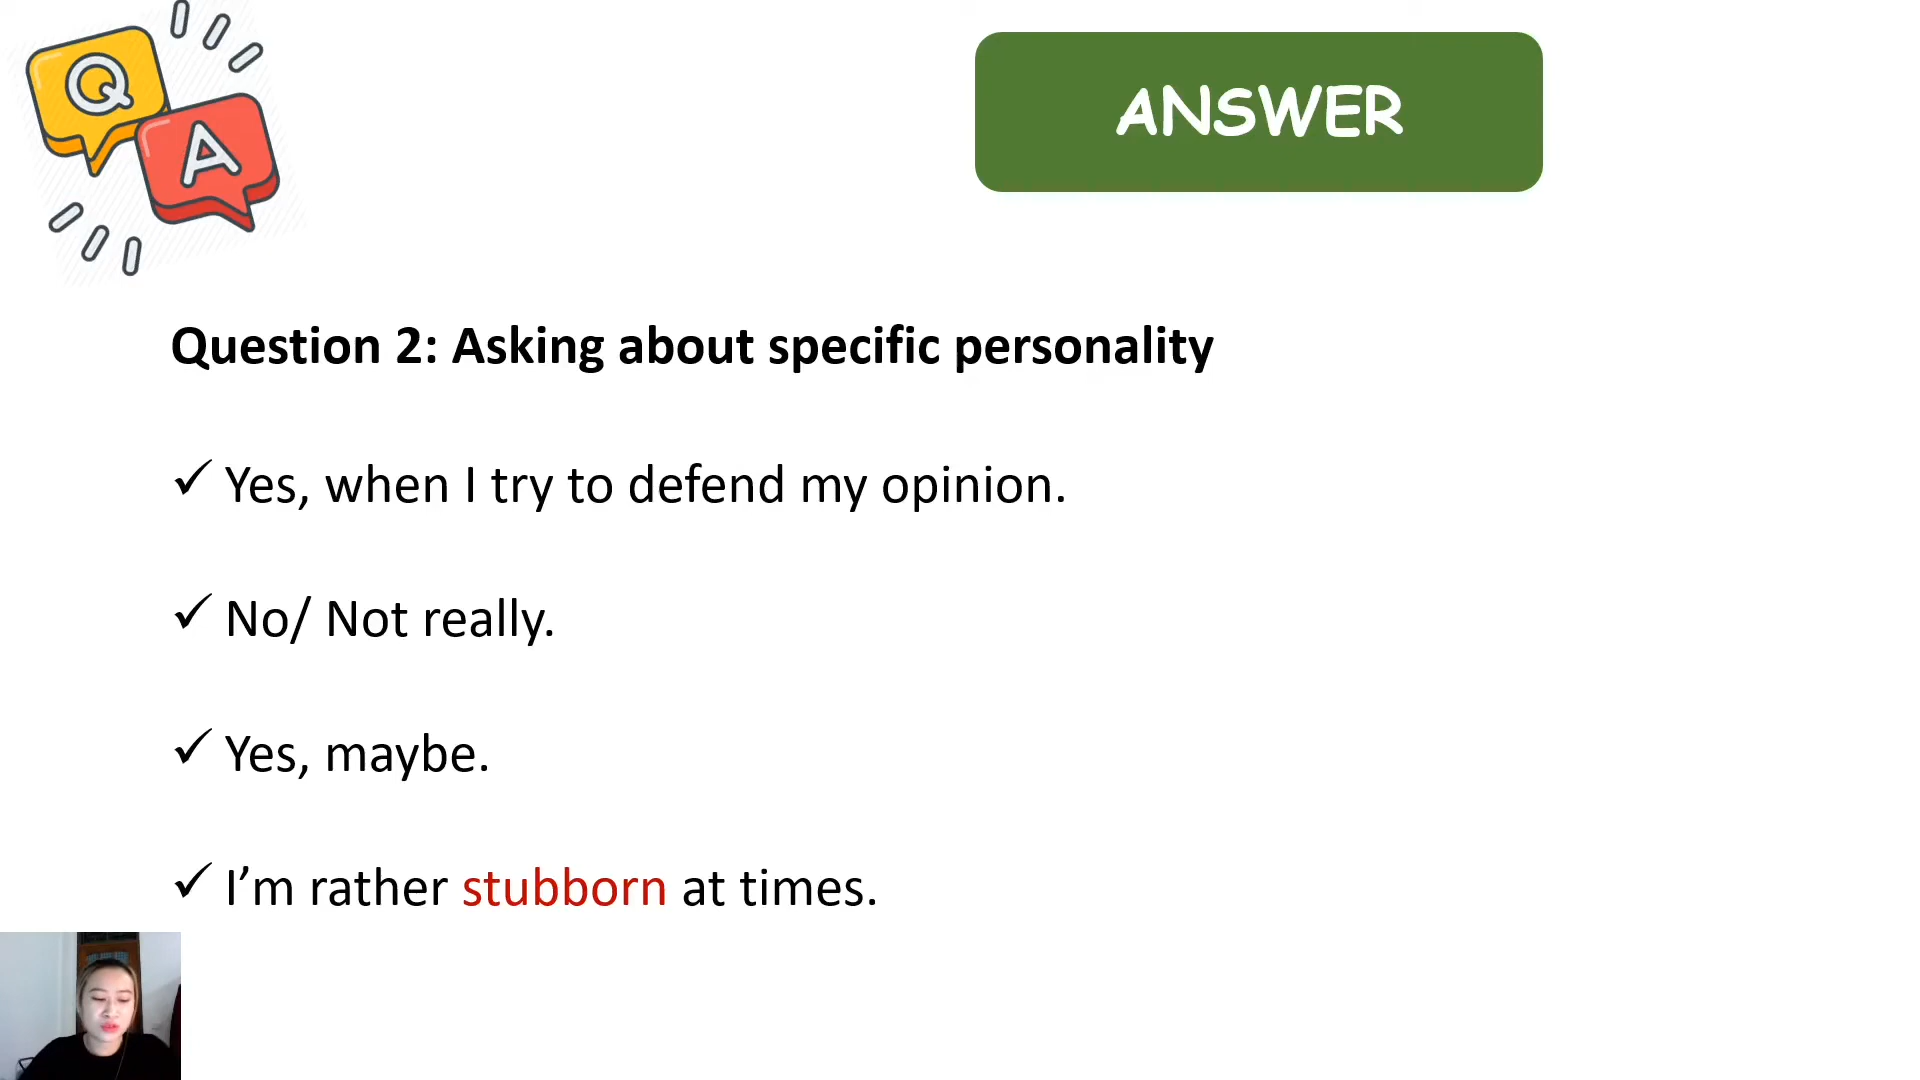 Q
A
ANSWER
Question 2: Asking about specific personality
✓ Yes, when I try to defend my opinion.
✓ No/ Not really.
✓ Yes, maybe.
✓ I’m rather stubborn at times.